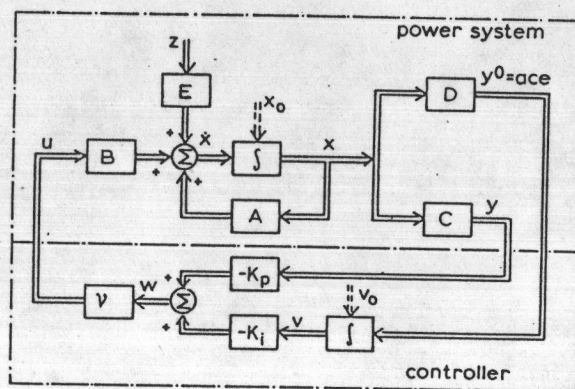 power system
z
y⁰=ace
E
x₀
D
u
B
+
Σ
ẋ
∫
x
+
+
A
C
y
-Kp
+
v₀
ν
w
Σ
-Ki
v
∫
+
controller